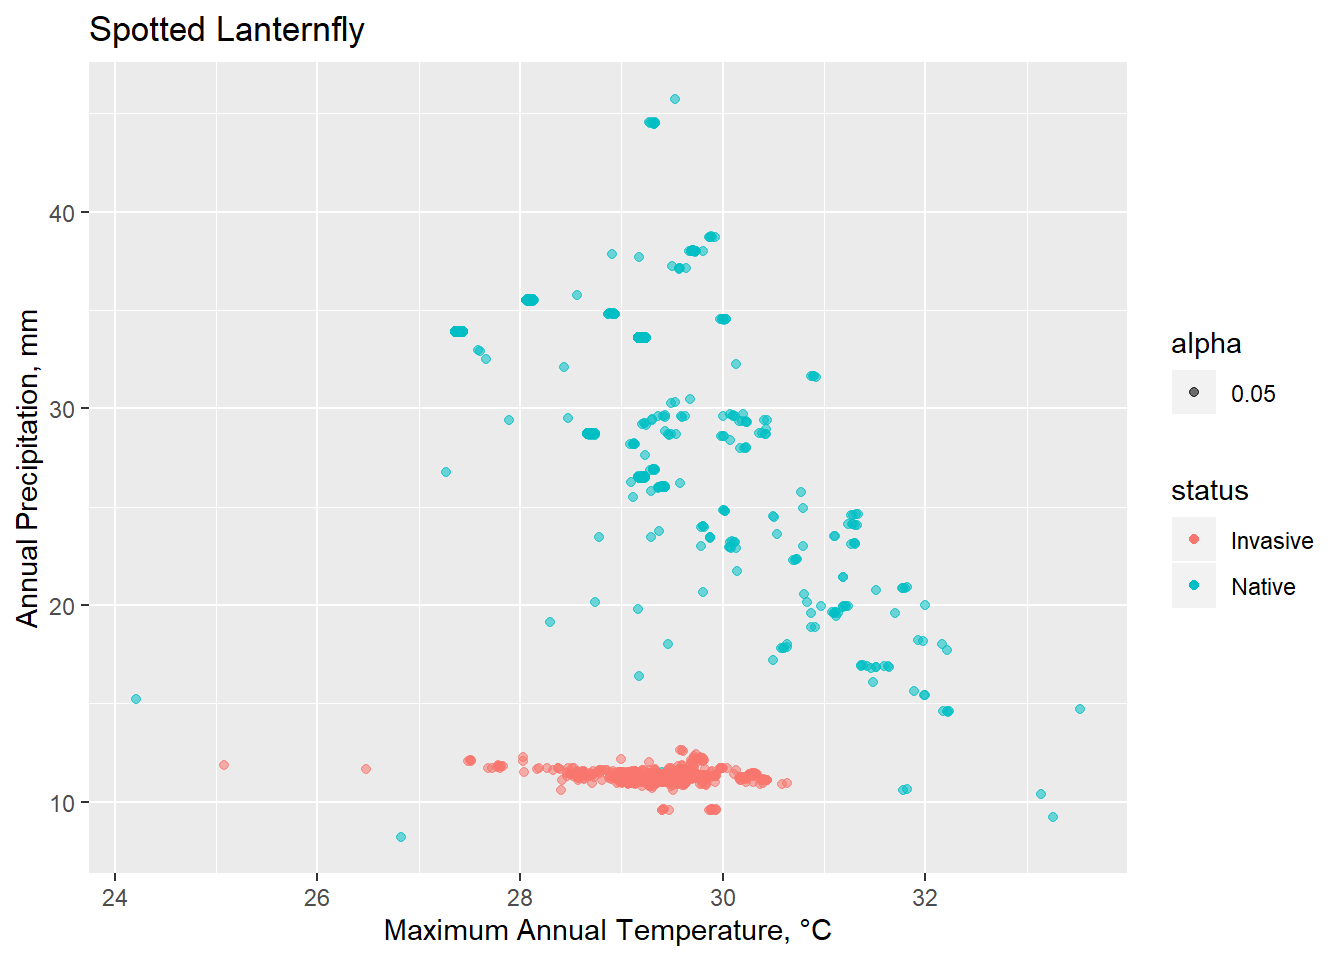 Spotted Lanternfly
Annual Precipitation, mm
40
30
20
10
24 26 28 30 32
Maximum Annual Temperature, °C
alpha
0.05
status
Invasive
Native